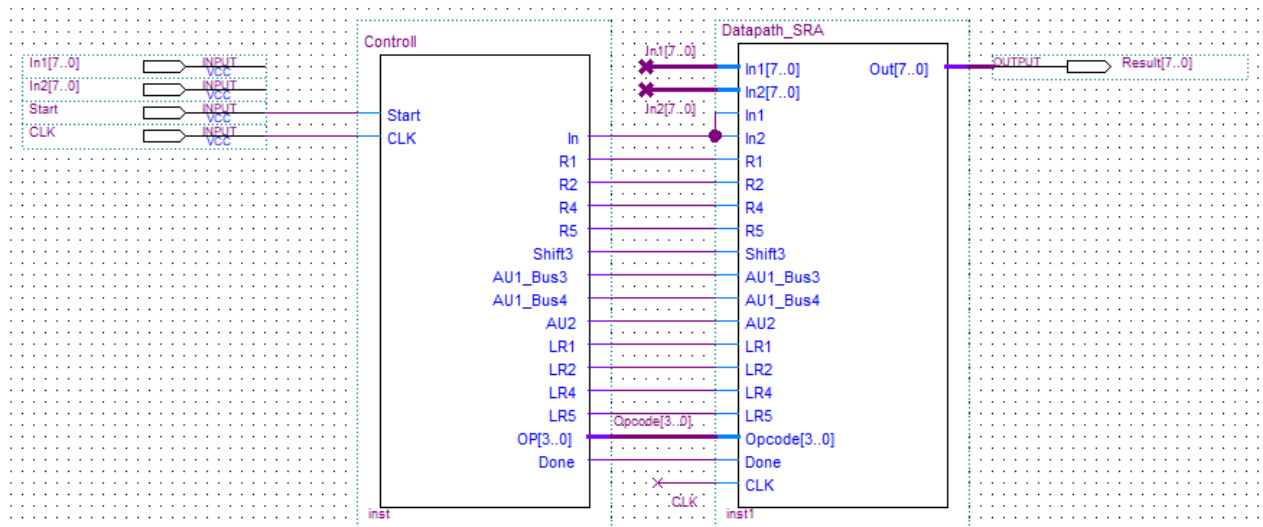 In1[7..0] INPUT VCC
In2[7..0] INPUT VCC
Start INPUT VCC
CLK INPUT VCC
Controll
Start
CLK
In
R1
R2
R4
R5
Shift3
AU1_Bus3
AU1_Bus4
AU2
LR1
LR2
LR4
LR5
OP[3..0]
Done
inst
In1[7..0]
In2[7..0]
Opcode[3..0]
CLK
Datapath_SRA
In1[7..0] Out[7..0]
In2[7..0]
In1
In2
R1
R2
R4
R5
Shift3
AU1_Bus3
AU1_Bus4
AU2
LR1
LR2
LR4
LR5
Opcode[3..0]
Done
CLK
inst1
OUTPUT Result[7..0]